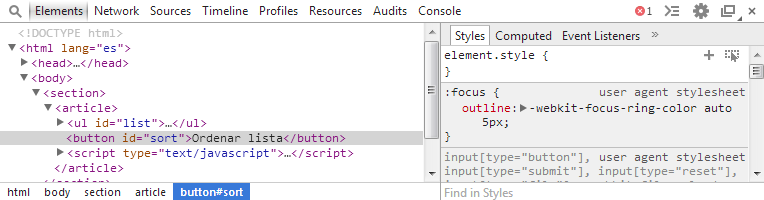 Elements Network Sources Timeline Profiles Resources Audits Console 1
<!DOCTYPE html>
<html lang="es">
<head>…</head>
<body>
<section>
<article>
<ul id="list">…</ul>
<button id="sort">Ordenar lista</button>
<script type="text/javascript">…</script>
</article>
</section>
html body section article button#sort
Styles Computed Event Listeners »
element.style {
}
:focus { user agent stylesheet
outline: -webkit-focus-ring-color auto
5px;
}
input[type="button"], user agent stylesheet
input[type="submit"], input[type="reset"],
Find in Styles